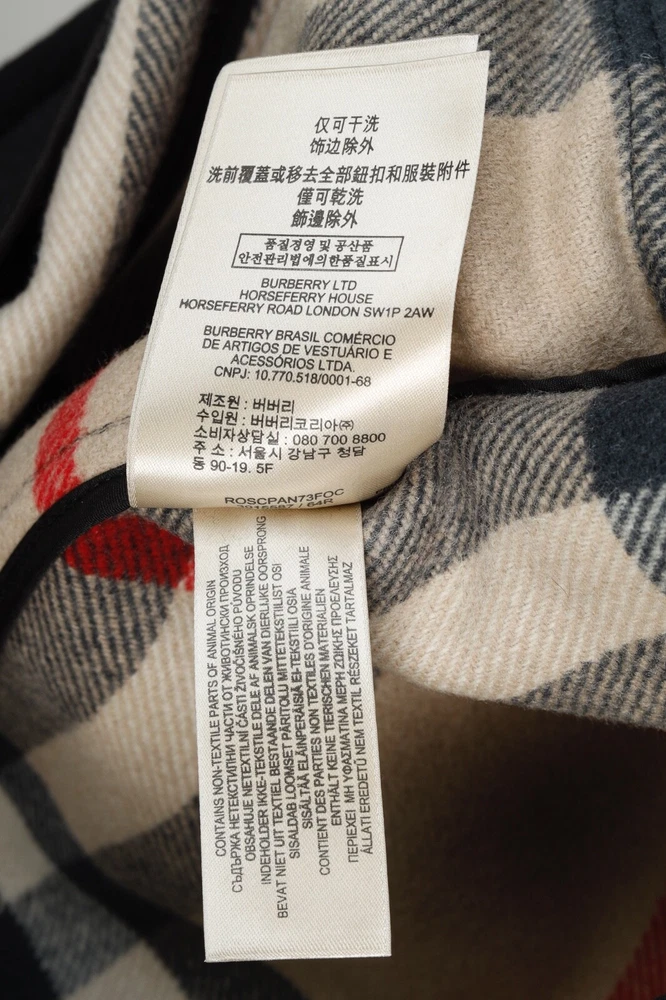 仅可干洗
饰边除外
洗前覆蓋或移去全部鈕扣和服裝附件
僅可乾洗
飾邊除外
품질경영 및 공산품
안전관리법에의한품질표시
BURBERRY LTD
HORSEFERRY HOUSE
HORSEFERRY ROAD LONDON SW1P 2AW
BURBERRY BRASIL COMÉRCIO
DE ARTIGOS DE VESTUÁRIO E
ACESSÓRIOS LTDA.
CNPJ: 10.770.518/0001-68
제조원 : 버버리
수입원 : 버버리코리아㈜
소비자상담실 : 080 700 8800
주 소 : 서울시 강남구 청담
동 90-19. 5F
ROSCPAN73FOC
/ 64R
CONTAINS NON-TEXTILE PARTS OF ANIMAL ORIGIN
СЪДЪРЖА НЕТЕКСТИЛНИ ЧАСТИ ОТ ЖИВОТИНСКИ ПРОИЗХОД
OBSAHUJE NETEXTILNÍ ČÁSTI ŽIVOČIŠNÉHO PŮVODU
INDEHOLDER IKKE-TEKSTILE DELE AF ANIMALSK OPRINDELSE
BEVAT NIET UIT TEXTIEL BESTAANDE DELEN VAN DIERLIJKE OORSPRONG
SISALDAB LOOMSET PÄRITOLU MITTETEKSTIILIST OSI
SISÄLTÄÄ ELÄINPERÄISIÄ EI-TEKSTIILI OSIA
CONTIENT DES PARTIES NON TEXTILES D'ORIGINE ANIMALE
ENTHÄLT KEINE TIERISCHEN MATERIALIEN
ΠΕΡΙΕΧΕΙ ΜΗ ΥΦΑΣΜΑΤΙΝΑ ΜΕΡΗ ΖΩΙΚΗΣ ΠΡΟΕΛΕΥΣΗΣ
ÁLLATI EREDETŰ NEM TEXTIL RÉSZEKET TARTALMAZ